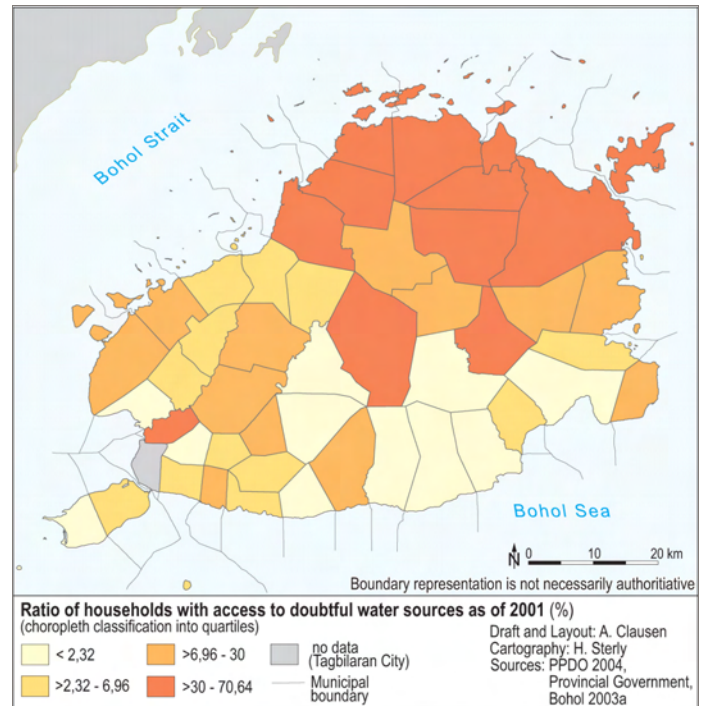 Bohol Strait
Bohol Sea
N
0 10 20 km
Boundary representation is not necessarily authoritiative
Ratio of households with access to doubtful water sources as of 2001 (%)
(choropleth classification into quartiles)
< 2,32
>6,96 - 30
no data
(Tagbilaran City)
>2,32 - 6,96
>30 - 70,64
Municipal
boundary
Draft and Layout: A. Clausen
Cartography: H. Sterly
Sources: PPDO 2004,
Provincial Government,
Bohol 2003a